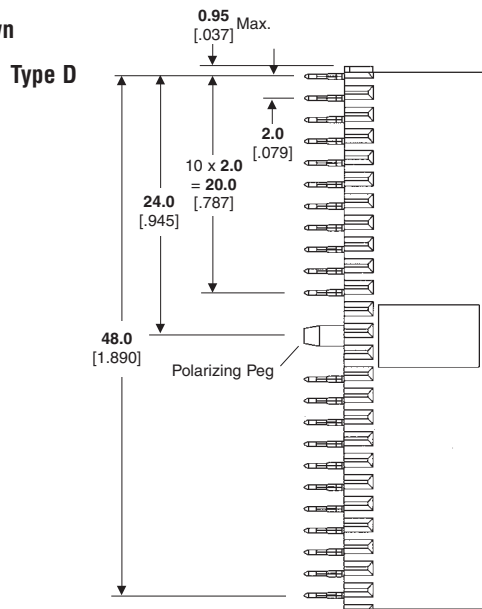 0.95
[.037] Max.
Type D
2.0
[.079]
10 x 2.0
= 20.0
[.787]
24.0
[.945]
48.0
[1.890]
Polarizing Peg